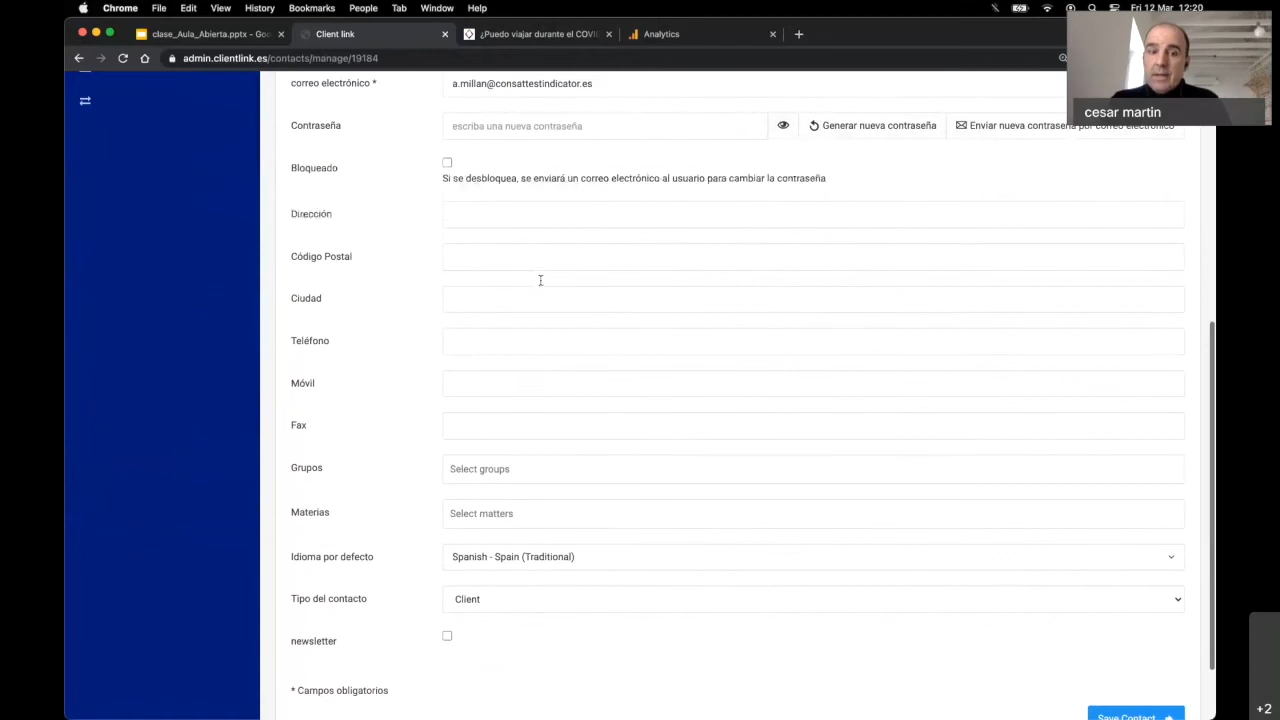 Chrome File Edit View History Bookmarks People Tab Window Help Fri 12 Mar 12:20
clase_Aula_Abierta.pptx - Goo Client link ¿Puedo viajar durante el COVI Analytics
admin.clientlink.es/contacts/manage/19184
cesar martin
correo electrónico * a.millan@consattestindicator.es
Contraseña escriba una nueva contraseña Generar nueva contraseña Enviar nueva contraseña por correo electrónico
Bloqueado
Si se desbloquea, se enviará un correo electrónico al usuario para cambiar la contraseña
Dirección
Código Postal
Ciudad
Teléfono
Móvil
Fax
Grupos Select groups
Materias Select matters
Idioma por defecto Spanish - Spain (Traditional)
Tipo del contacto Client
newsletter
* Campos obligatorios
Save Contact
+2